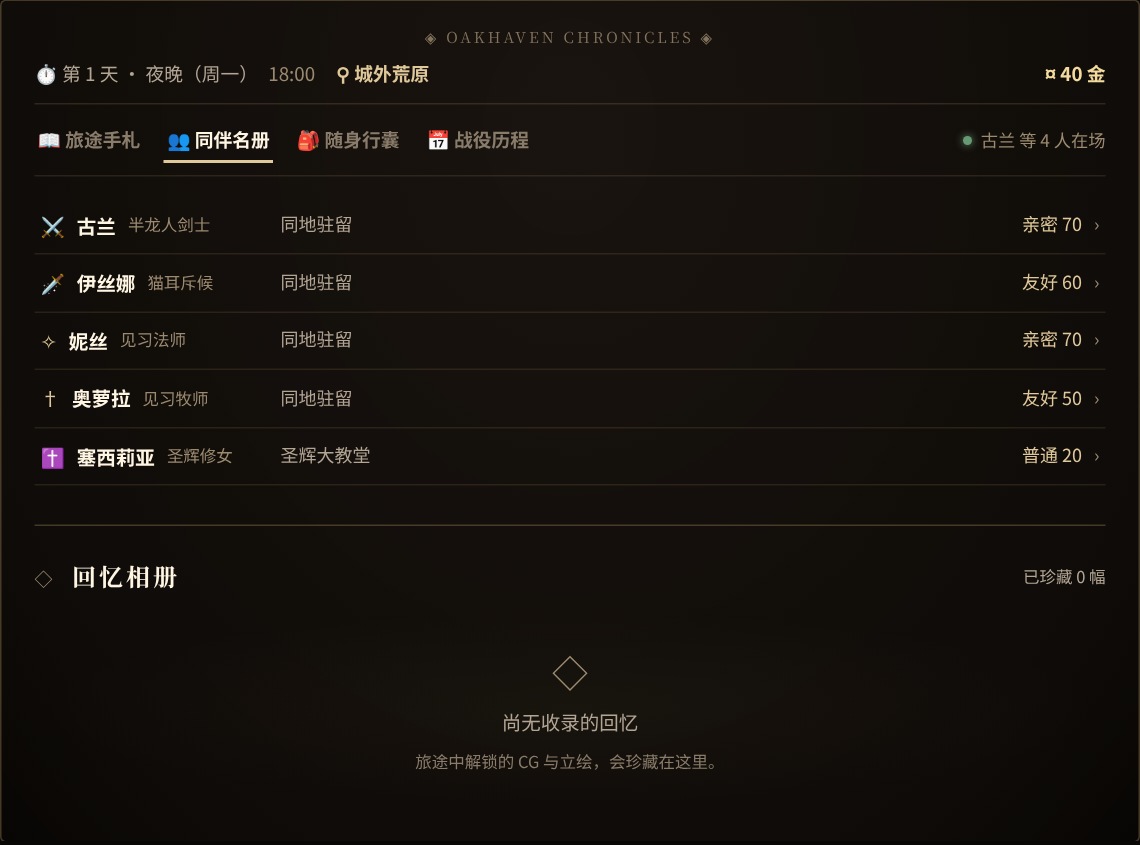 ◈ OAKHAVEN CHRONICLES ◈
第 1 天 · 夜晚（周一） 18:00 城外荒原 ¤ 40 金
旅途手札 同伴名册 随身行囊 战役历程 古兰 等 4 人在场
古兰 半龙人剑士 同地驻留 亲密 70 ›
伊丝娜 猫耳斥候 同地驻留 友好 60 ›
妮丝 见习法师 同地驻留 亲密 70 ›
奥萝拉 见习牧师 同地驻留 友好 50 ›
塞西莉亚 圣辉修女 圣辉大教堂 普通 20 ›
回忆相册 已珍藏 0 幅
尚无收录的回忆
旅途中解锁的 CG 与立绘，会珍藏在这里。